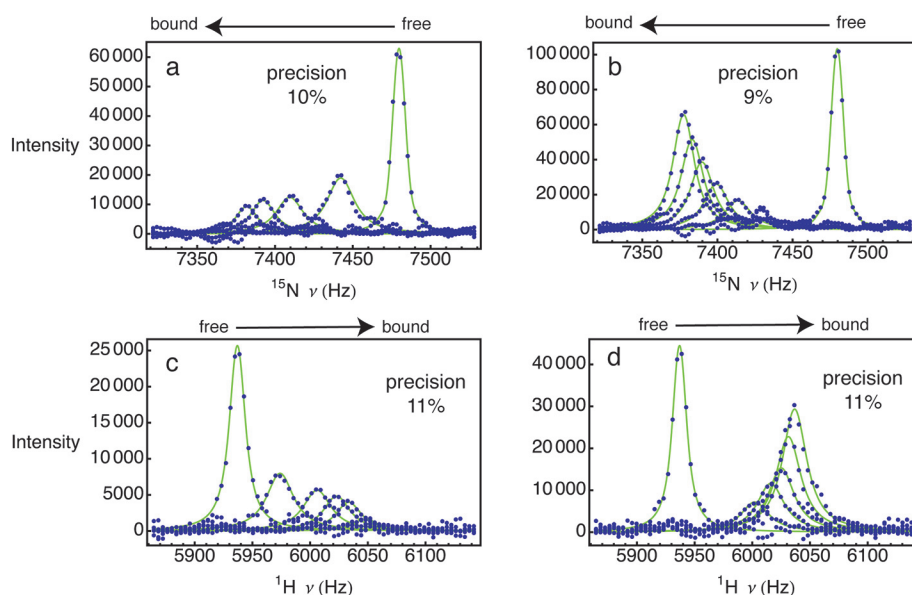 bound free
a
precision
10%
Intensity
60 000
50 000
40 000
30 000
20 000
10 000
0
7350 7400 7450 7500
15N ν (Hz)
bound free
b
precision
9%
100 000
80 000
60 000
40 000
20 000
0
7350 7400 7450 7500
15N ν (Hz)
free bound
c
precision
11%
Intensity
25 000
20 000
15 000
10 000
5000
0
5900 5950 6000 6050 6100
1H ν (Hz)
free bound
d
precision
11%
40 000
30 000
20 000
10 000
0
5900 5950 6000 6050 6100
1H ν (Hz)